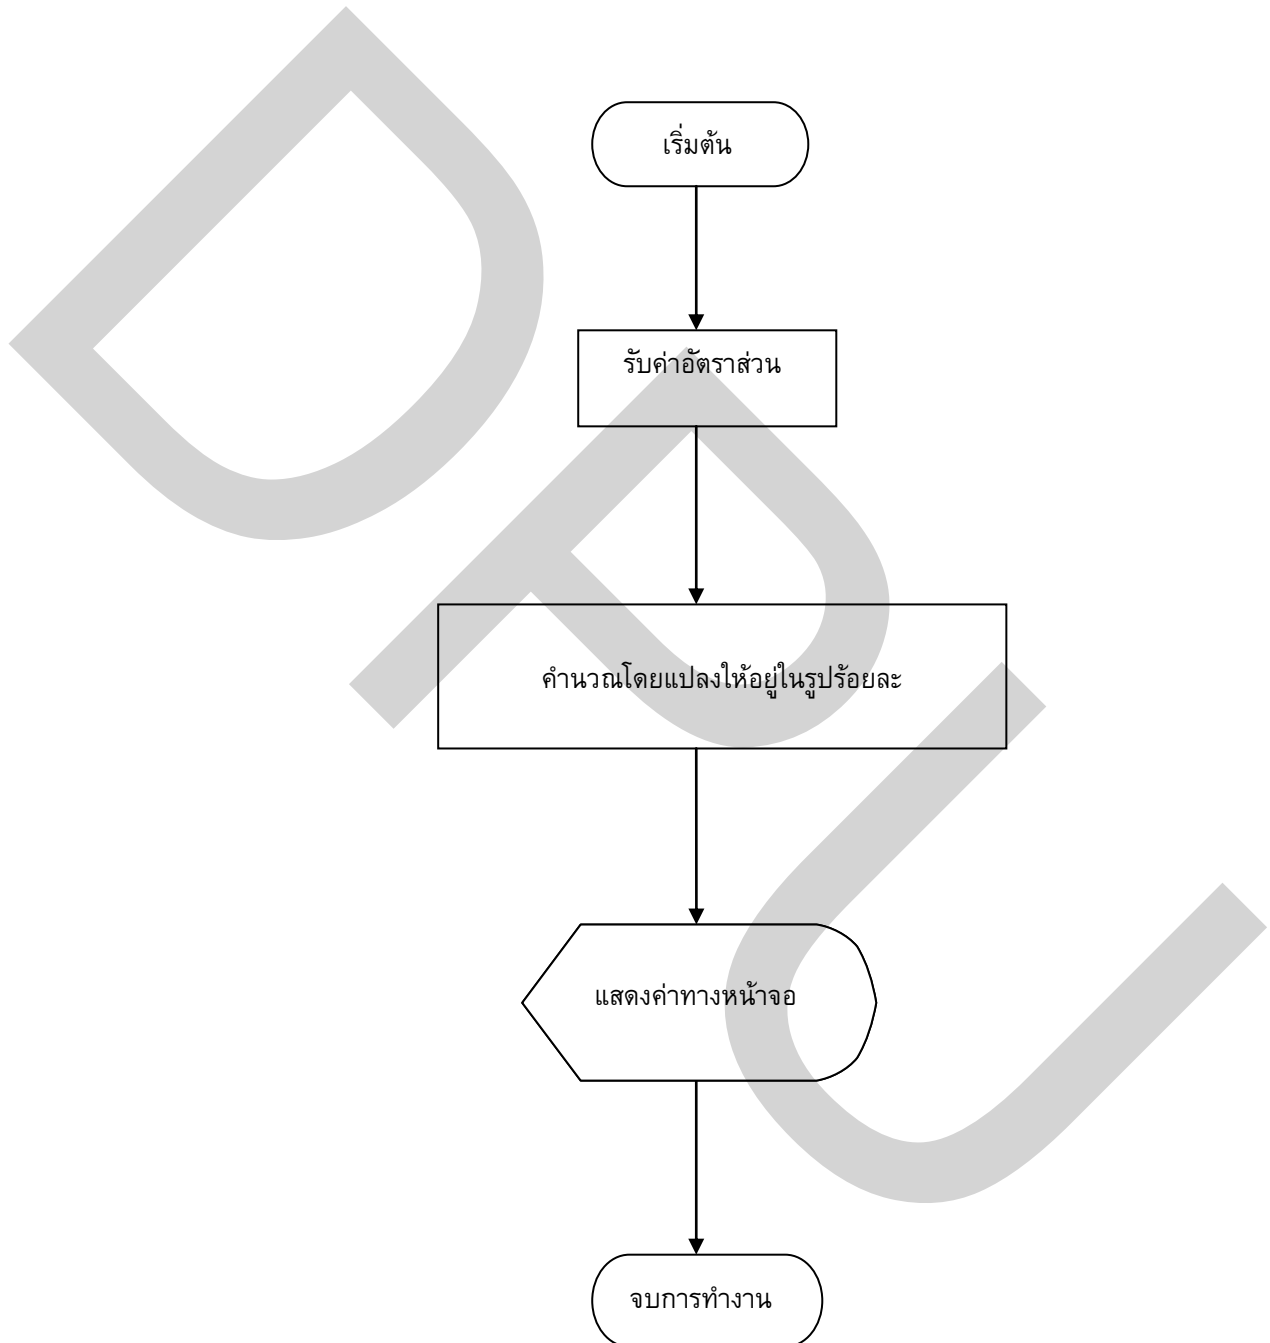 เริ่มต้น
รับค่าอัตราส่วน
คำนวณโดยแปลงให้อยู่ในรูปร้อยละ
แสดงค่าทางหน้าจอ
จบการทำงาน
DPU